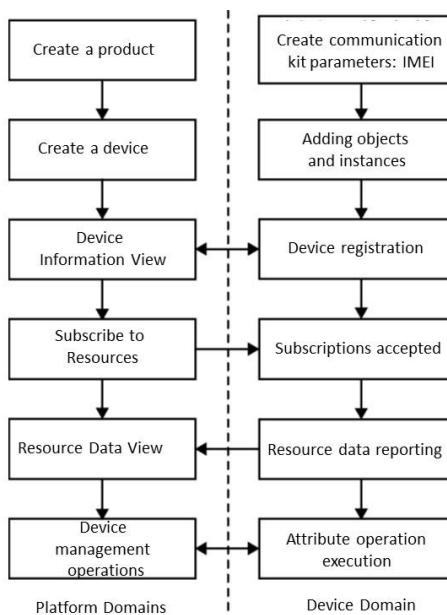 Create a product
Create communication
kit parameters: IMEI
Create a device
Adding objects
and instances
Device
Information View
Device registration
Subscribe to
Resources
Subscriptions accepted
Resource Data View
Resource data reporting
Device
management
operations
Attribute operation
execution
Platform Domains
Device Domain